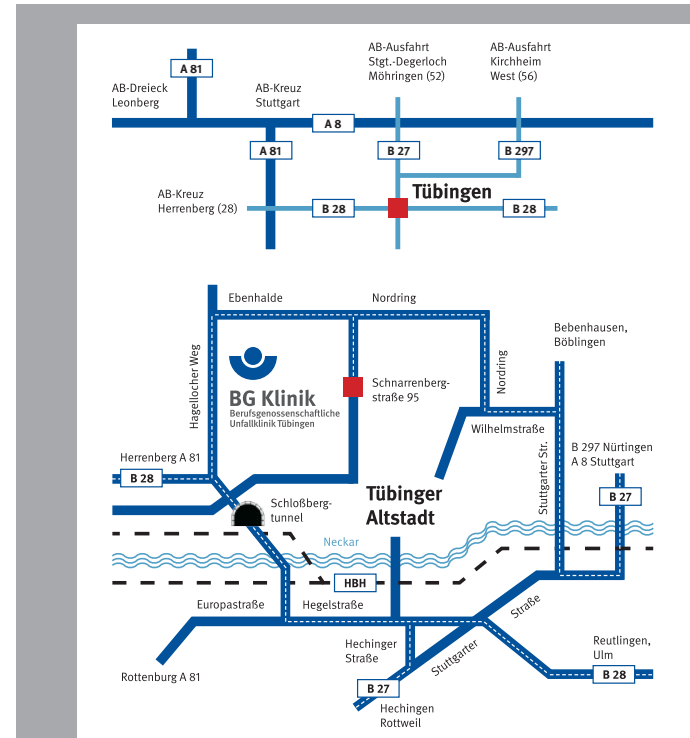 AB-Ausfahrt
Stgt.-Degerloch
Möhringen (52)
AB-Ausfahrt
Kirchheim
West (56)
A 81
AB-Dreieck
Leonberg
AB-Kreuz
Stuttgart
A 8
A 81
B 27
B 297
AB-Kreuz
Herrenberg (28)
Tübingen
B 28
B 28
Ebenhalde
Nordring
Bebenhausen,
Böblingen
Hagellocher Weg
Nordring
BG Klinik
Berufsgenossenschaftliche
Unfallklinik Tübingen
Schnarrenberg-
straße 95
Wilhelmstraße
Stuttgarter Str.
B 297 Nürtingen
A 8 Stuttgart
Herrenberg A 81
B 28
B 27
Schloßberg-
tunnel
Tübinger
Altstadt
Neckar
HBH
Europastraße
Hegelstraße
Straße
Stuttgarter
Hechinger
Straße
Reutlingen,
Ulm
B 28
Rottenburg A 81
B 27
Hechingen
Rottweil